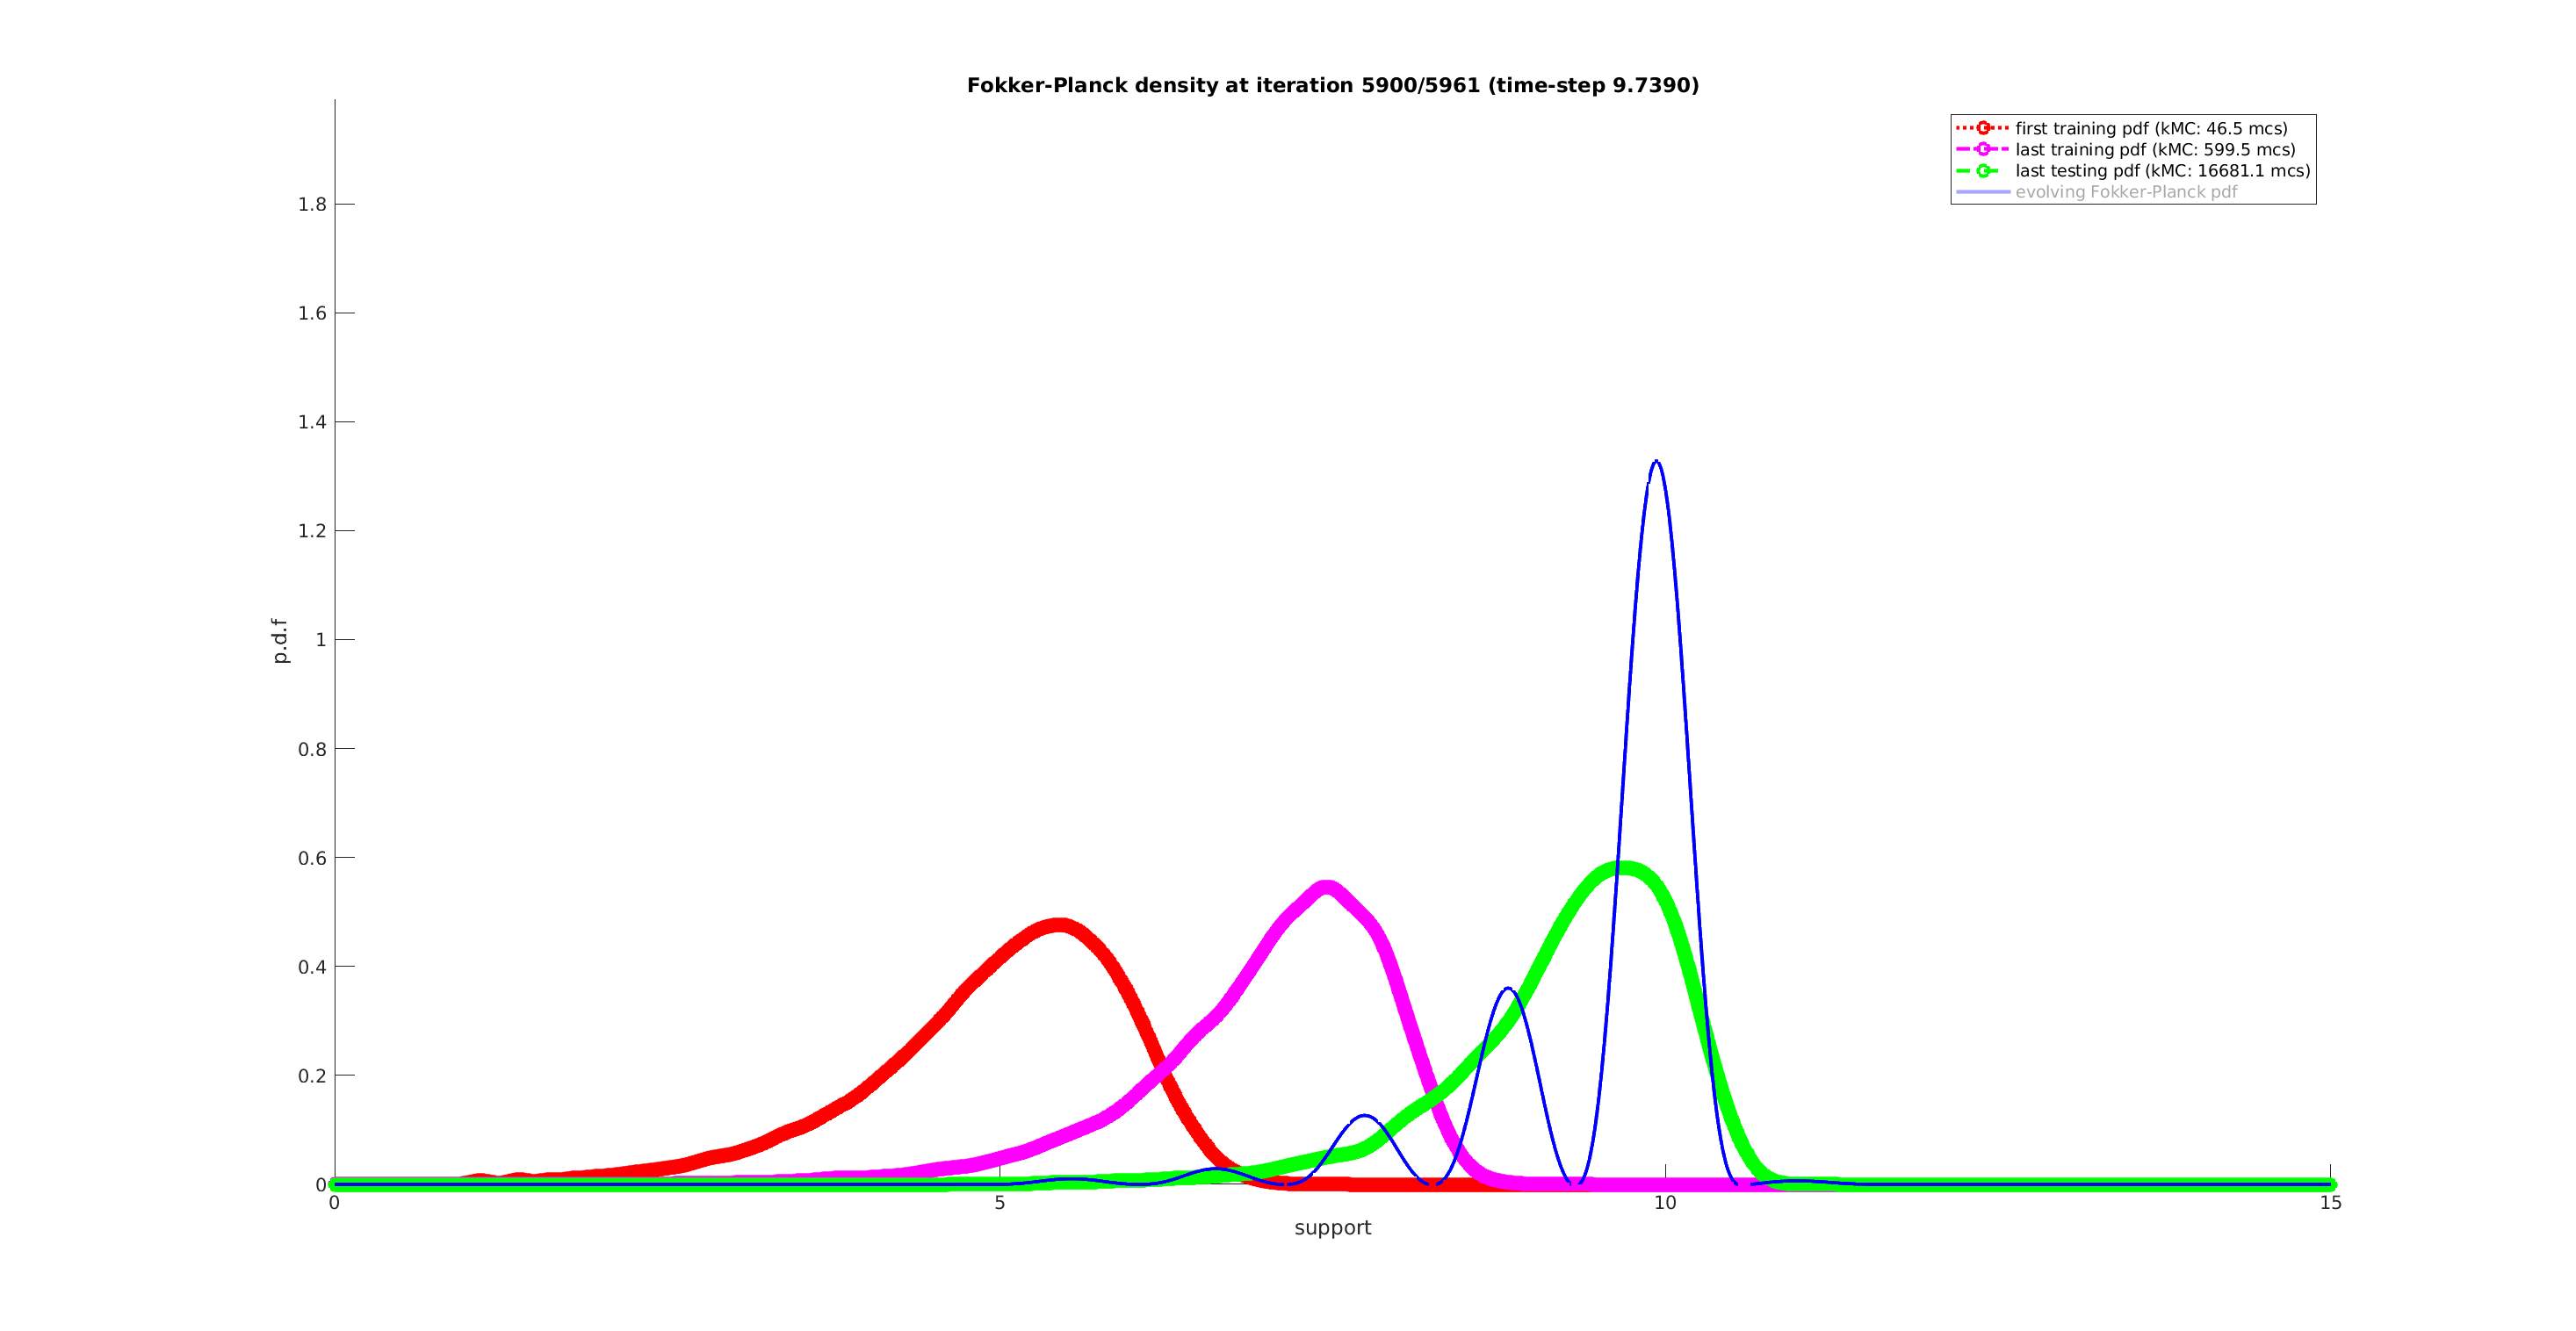 Fokker-Planck density at iteration 5900/5961 (time-step 9.7390)
first training pdf (kMC: 46.5 mcs)
last training pdf (kMC: 599.5 mcs)
last testing pdf (kMC: 16681.1 mcs)
evolving Fokker-Planck pdf
1.8
1.6
1.4
1.2
1
0.8
0.6
0.4
0.2
0
p.d.f
0
5
10
15
support